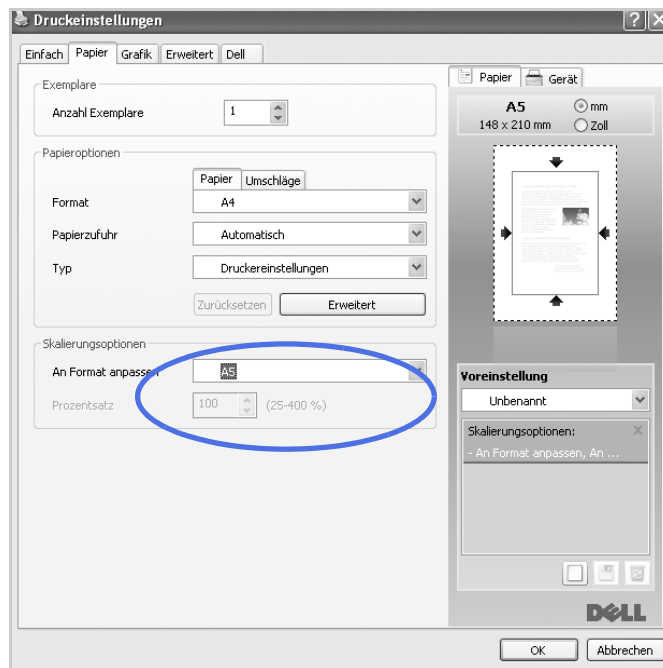 Druckeinstellungen
Einfach Papier Grafik Erweitert Dell
Exemplare
Anzahl Exemplare 1
Papieroptionen
Papier Umschläge
Format A4
Papierzufuhr Automatisch
Typ Druckereinstellungen
Zurücksetzen Erweitert
Skalierungsoptionen
An Format anpassen A5
Prozentsatz 100 (25-400 %)
Papier Gerät
A5 mm
148 x 210 mm Zoll
Voreinstellung
Unbenannt
Skalierungsoptionen:
- An Format anpassen, An ...
DELL
OK Abbrechen